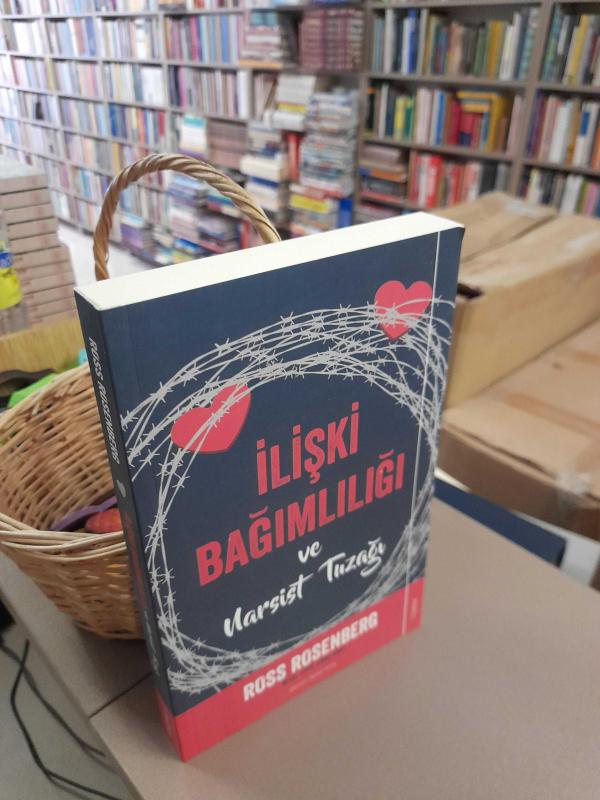 İLİŞKİ
BAĞIMLILIĞI
ve
Narsist Tuzağı
ROSS ROSENBERG
ROSS ROSENBERG